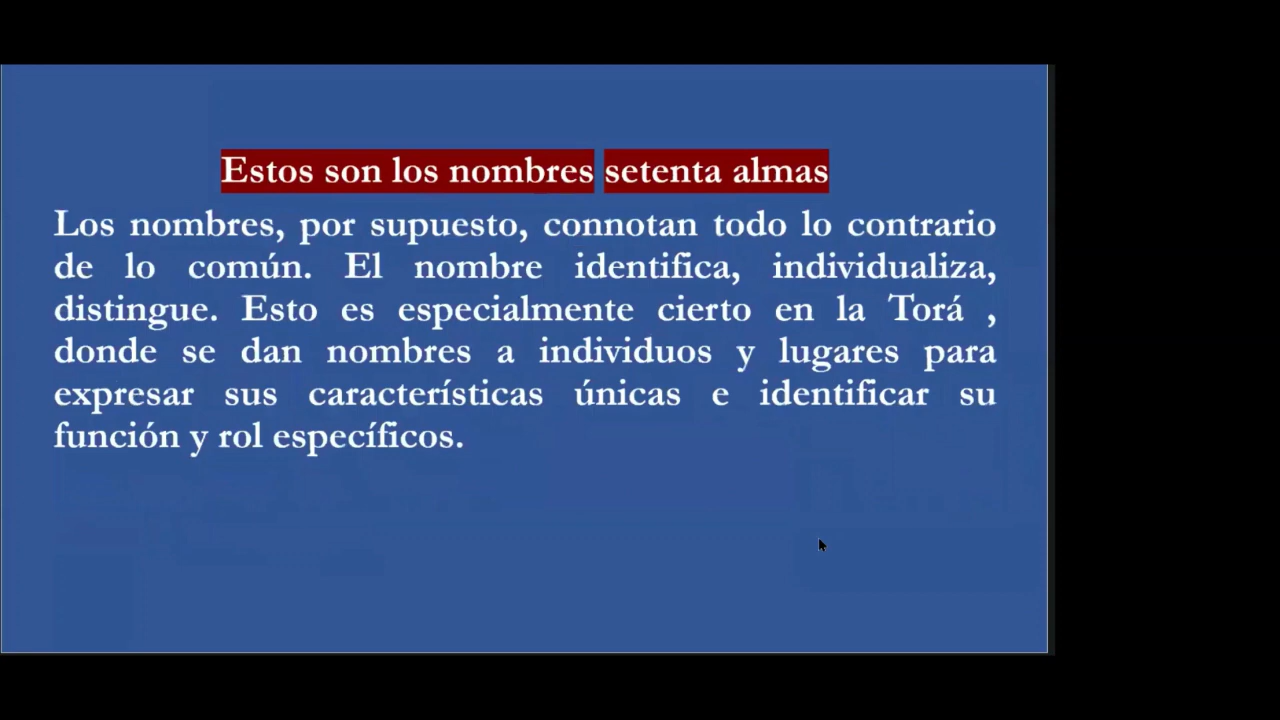 Estos son los nombres setenta almas
Los nombres, por supuesto, connotan todo lo contrario
de lo común. El nombre identifica, individualiza,
distingue. Esto es especialmente cierto en la Torá ,
donde se dan nombres a individuos y lugares para
expresar sus características únicas e identificar su
función y rol específicos.